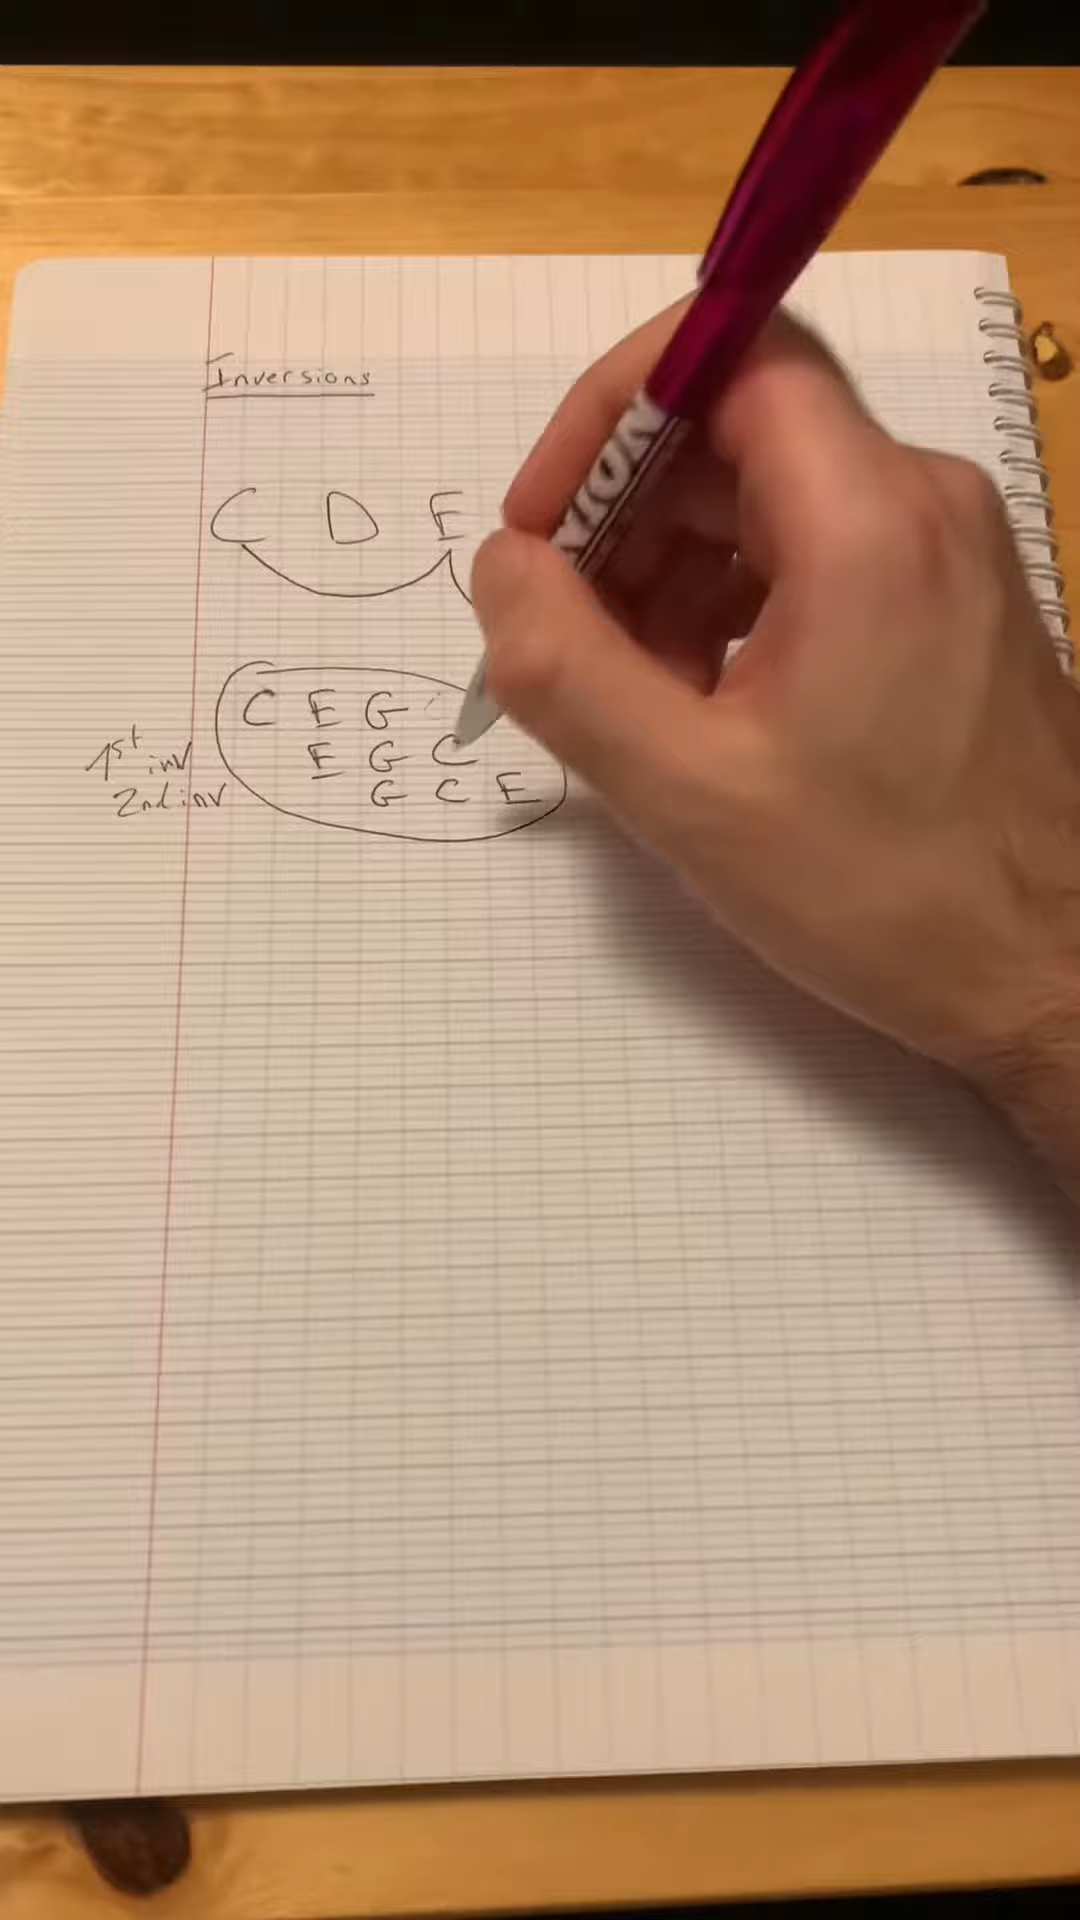 Inversions
C D E
C E G
1st inv E G C
2nd inv G C E